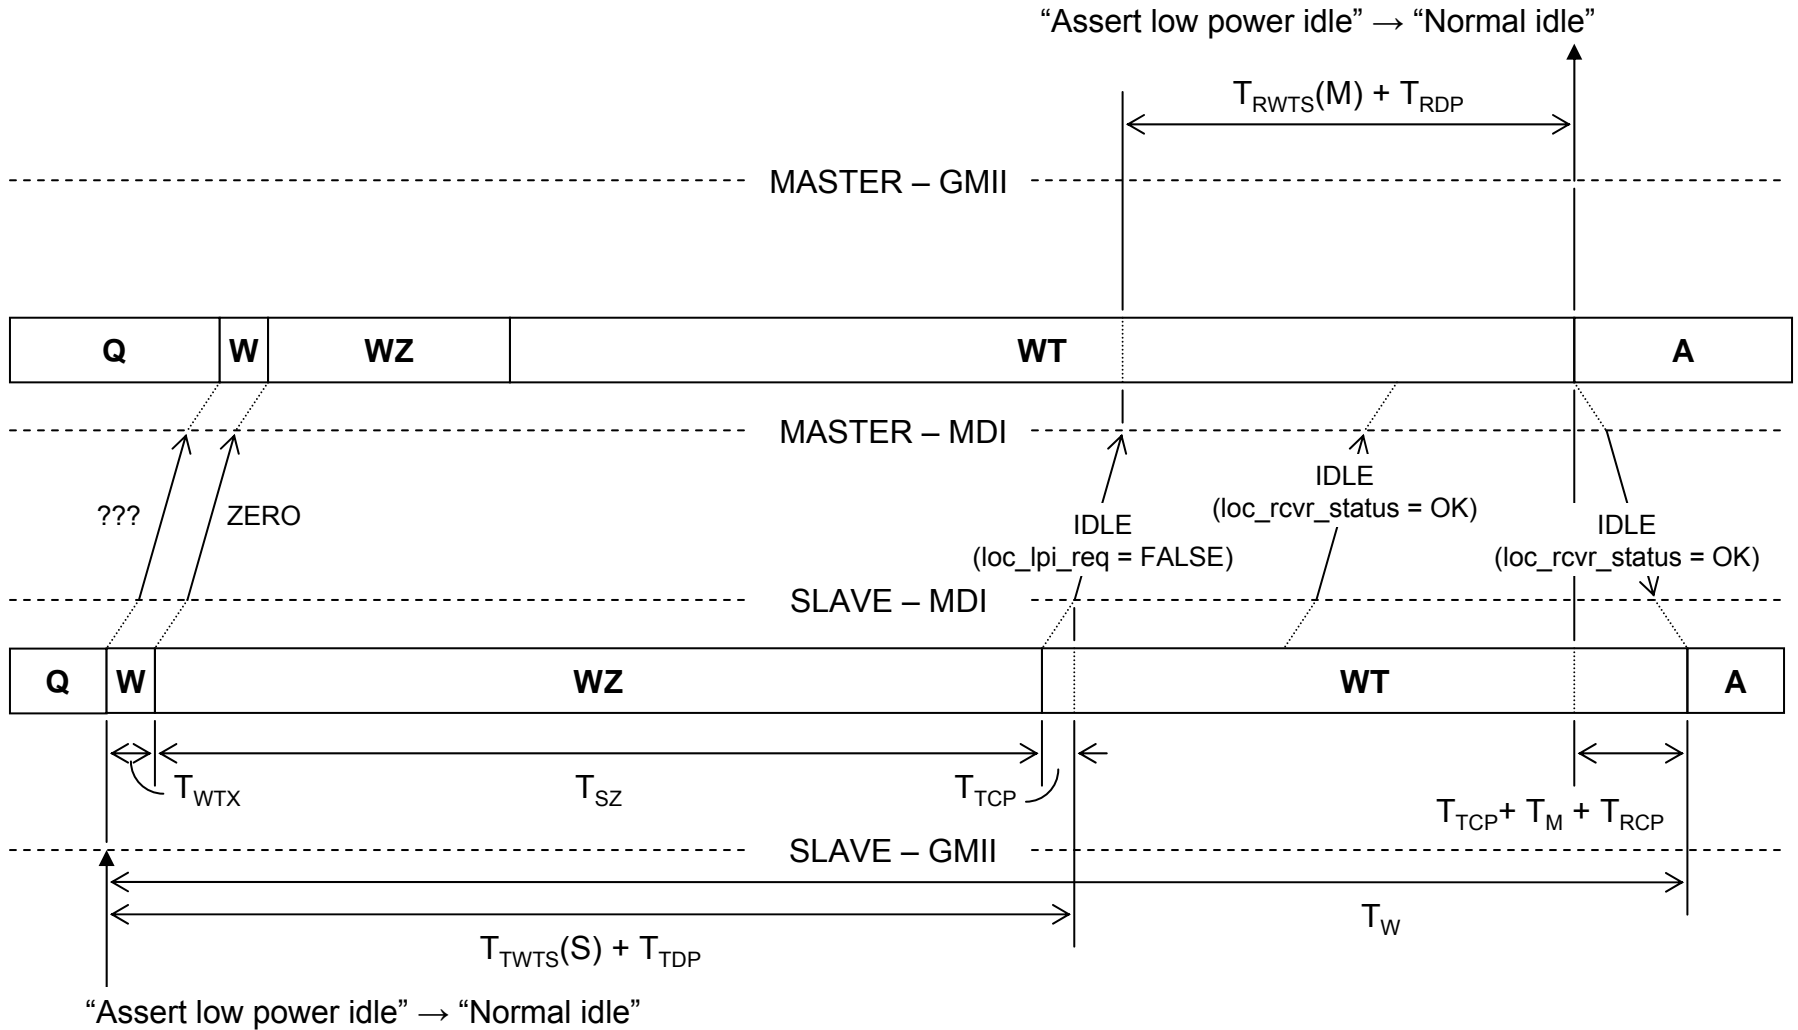 “Assert low power idle” → “Normal idle”
T_RWTS(M) + T_RDP
MASTER – GMII
Q W WZ WT A
MASTER – MDI
??? ZERO
IDLE
(loc_lpi_req = FALSE)
IDLE
(loc_rcvr_status = OK)
IDLE
(loc_rcvr_status = OK)
SLAVE – MDI
Q W WZ WT A
T_WTX T_SZ T_TCP
T_TCP+ T_M + T_RCP
SLAVE – GMII
T_W
T_TWTS(S) + T_TDP
“Assert low power idle” → “Normal idle”